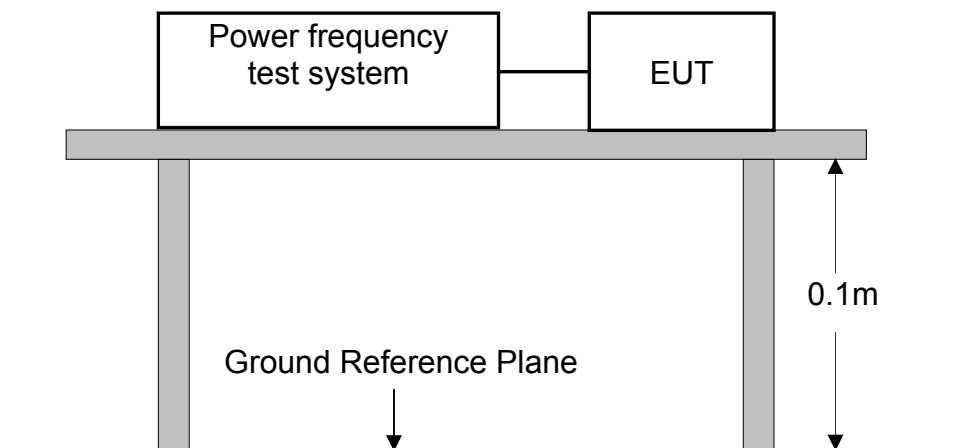 Power frequency
test system
EUT
0.1m
Ground Reference Plane